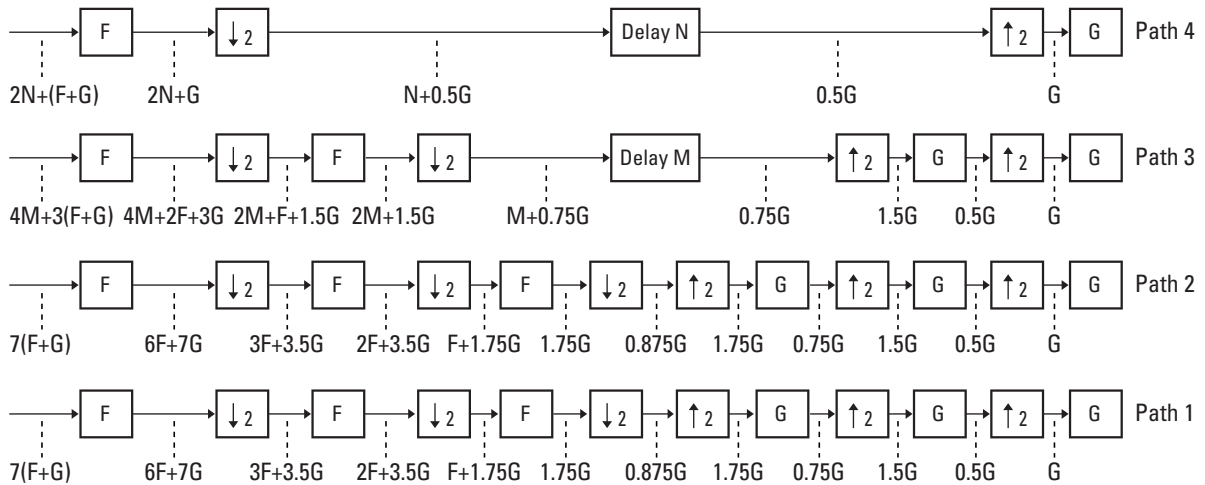 F ↓ 2 Delay N ↑ 2 G Path 4
2N+(F+G) 2N+G N+0.5G 0.5G G
F ↓ 2 F ↓ 2 Delay M ↑ 2 G ↑ 2 G Path 3
4M+3(F+G) 4M+2F+3G 2M+F+1.5G 2M+1.5G M+0.75G 0.75G 1.5G 0.5G G
F ↓ 2 F ↓ 2 F ↓ 2 ↑ 2 G ↑ 2 G ↑ 2 G Path 2
7(F+G) 6F+7G 3F+3.5G 2F+3.5G F+1.75G 1.75G 0.875G 1.75G 0.75G 1.5G 0.5G G
F ↓ 2 F ↓ 2 F ↓ 2 ↑ 2 G ↑ 2 G ↑ 2 G Path 1
7(F+G) 6F+7G 3F+3.5G 2F+3.5G F+1.75G 1.75G 0.875G 1.75G 0.75G 1.5G 0.5G G